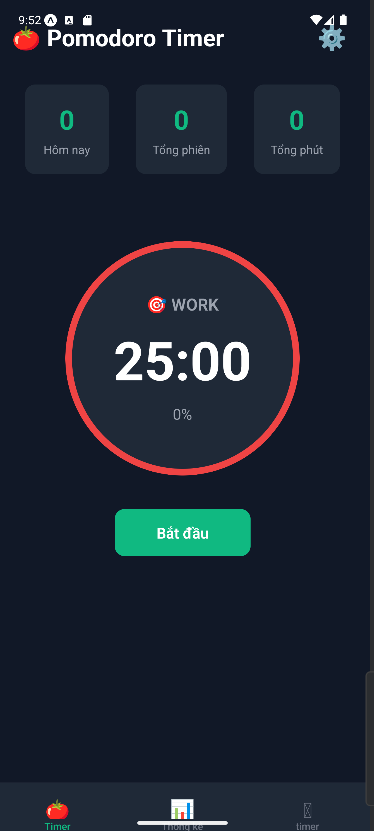 9:52
🍅 Pomodoro Timer ⚙️
0 0 0
Hôm nay Tổng phiên Tổng phút
🎯 WORK
25:00
0%
Bắt đầu
Timer Thống kê timer